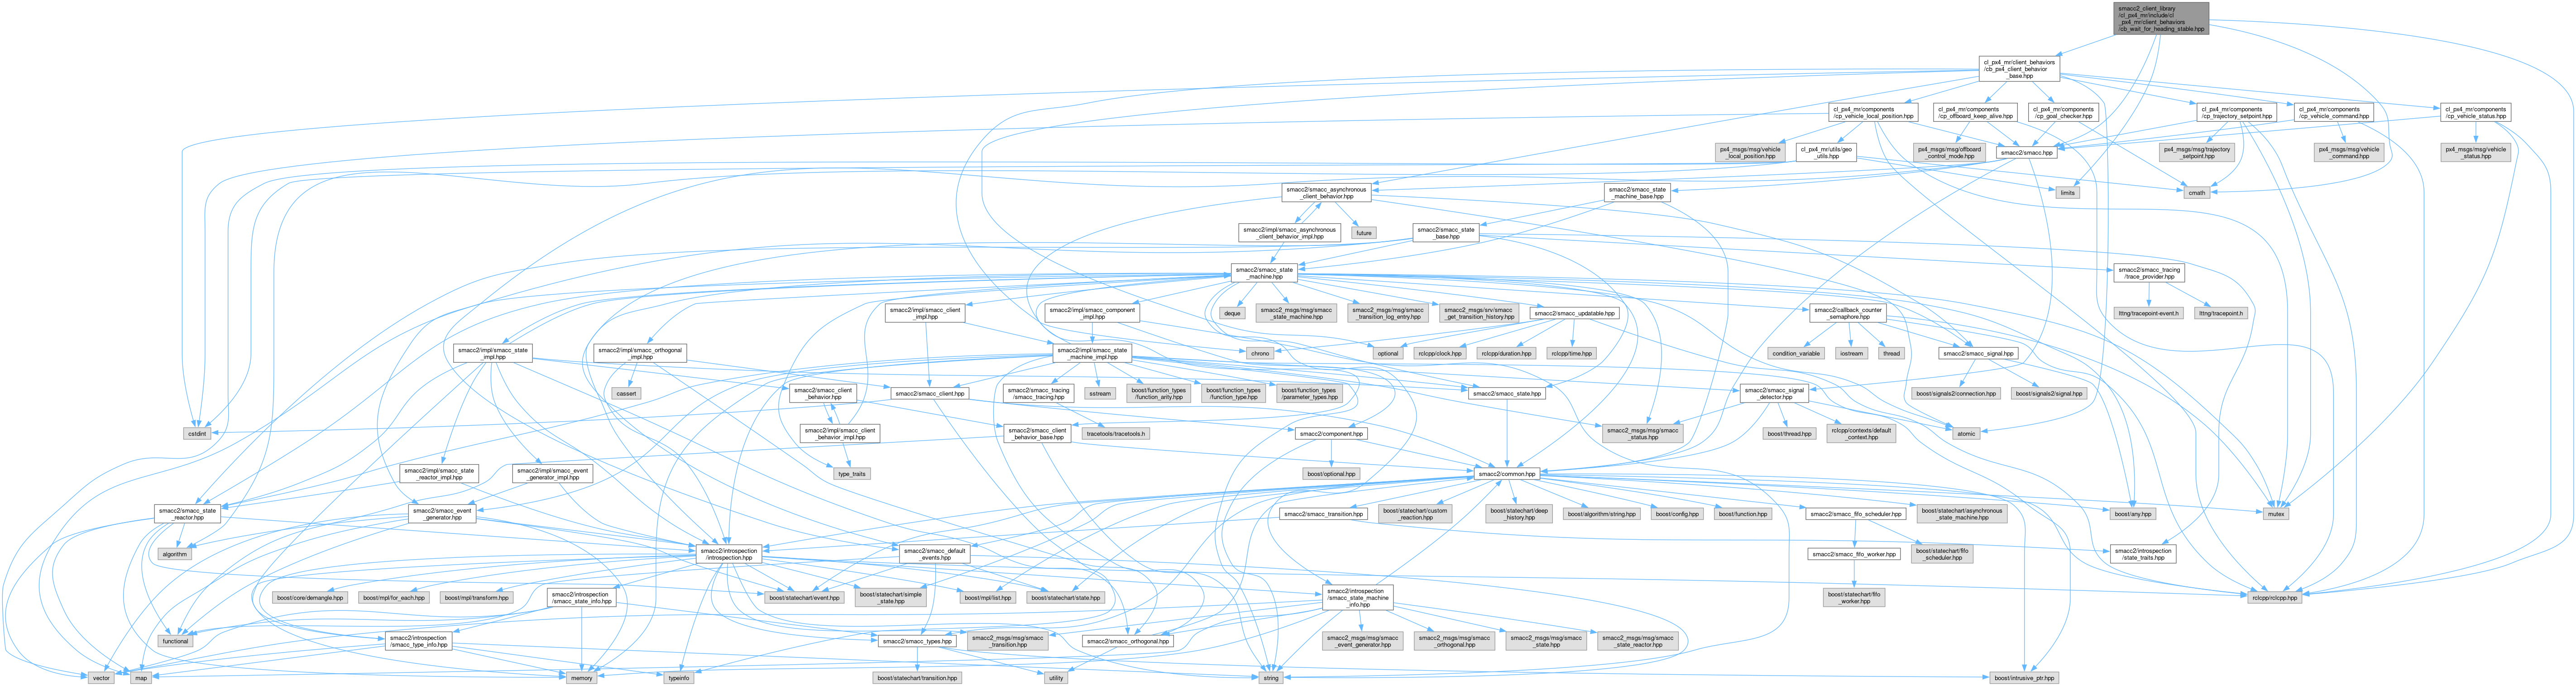 smacc2_client_library
/cl_px4_mr/include/cl
_px4_mr/client_behaviors
/cb_wait_for_heading_stable.hpp
cl_px4_mr/client_behaviors
/cb_px4_client_behavior
_base.hpp
cl_px4_mr/components
/cp_vehicle_local_position.hpp
cl_px4_mr/components
/cp_offboard_keep_alive.hpp
cl_px4_mr/components
/cp_goal_checker.hpp
cl_px4_mr/components
/cp_trajectory_setpoint.hpp
cl_px4_mr/components
/cp_vehicle_command.hpp
cl_px4_mr/components
/cp_vehicle_status.hpp
px4_msgs/msg/vehicle
_local_position.hpp
cl_px4_mr/utils/geo
_utils.hpp
px4_msgs/msg/offboard
_control_mode.hpp
smacc2/smacc.hpp
px4_msgs/msg/trajectory
_setpoint.hpp
px4_msgs/msg/vehicle
_command.hpp
px4_msgs/msg/vehicle
_status.hpp
smacc2/smacc_asynchronous
_client_behavior.hpp
smacc2/smacc_state
_machine_base.hpp
limits
cmath
smacc2/impl/smacc_asynchronous
_client_behavior_impl.hpp
future
smacc2/smacc_state
_base.hpp
smacc2/smacc_state
_machine.hpp
smacc2/smacc_tracing
/trace_provider.hpp
smacc2/impl/smacc_client
_impl.hpp
smacc2/impl/smacc_component
_impl.hpp
deque
smacc2_msgs/msg/smacc
_state_machine.hpp
smacc2_msgs/msg/smacc
_transition_log_entry.hpp
smacc2_msgs/srv/smacc
_get_transition_history.hpp
smacc2/smacc_updatable.hpp
smacc2/callback_counter
_semaphore.hpp
lttng/tracepoint-event.h
lttng/tracepoint.h
smacc2/impl/smacc_state
_impl.hpp
smacc2/impl/smacc_orthogonal
_impl.hpp
smacc2/impl/smacc_state
_machine_impl.hpp
chrono
optional
rclcpp/clock.hpp
rclcpp/duration.hpp
rclcpp/time.hpp
condition_variable
iostream
thread
smacc2/smacc_signal.hpp
cassert
smacc2/smacc_client
_behavior.hpp
smacc2/smacc_client.hpp
smacc2/smacc_tracing
/smacc_tracing.hpp
sstream
boost/function_types
/function_arity.hpp
boost/function_types
/function_type.hpp
boost/function_types
/parameter_types.hpp
smacc2/smacc_state.hpp
smacc2/smacc_signal
_detector.hpp
boost/signals2/connection.hpp
boost/signals2/signal.hpp
cstdint
smacc2/impl/smacc_client
_behavior_impl.hpp
smacc2/smacc_client
_behavior_base.hpp
tracetools/tracetools.h
smacc2/component.hpp
smacc2_msgs/msg/smacc
_status.hpp
boost/thread.hpp
rclcpp/contexts/default
_context.hpp
atomic
smacc2/impl/smacc_state
_reactor_impl.hpp
smacc2/impl/smacc_event
_generator_impl.hpp
type_traits
boost/optional.hpp
smacc2/common.hpp
smacc2/smacc_state
_reactor.hpp
smacc2/smacc_event
_generator.hpp
smacc2/smacc_transition.hpp
boost/statechart/custom
_reaction.hpp
boost/statechart/deep
_history.hpp
boost/algorithm/string.hpp
boost/config.hpp
boost/function.hpp
smacc2/smacc_fifo_scheduler.hpp
boost/statechart/asynchronous
_state_machine.hpp
boost/any.hpp
mutex
algorithm
smacc2/introspection
/introspection.hpp
smacc2/smacc_default
_events.hpp
smacc2/smacc_fifo_worker.hpp
boost/statechart/fifo
_scheduler.hpp
smacc2/introspection
/state_traits.hpp
boost/core/demangle.hpp
boost/mpl/for_each.hpp
boost/mpl/transform.hpp
smacc2/introspection
/smacc_state_info.hpp
boost/statechart/event.hpp
boost/statechart/simple
_state.hpp
boost/mpl/list.hpp
boost/statechart/state.hpp
smacc2/introspection
/smacc_state_machine
_info.hpp
boost/statechart/fifo
_worker.hpp
rclcpp/rclcpp.hpp
functional
smacc2/introspection
/smacc_type_info.hpp
smacc2/smacc_types.hpp
smacc2_msgs/msg/smacc
_transition.hpp
smacc2/smacc_orthogonal.hpp
smacc2_msgs/msg/smacc
_event_generator.hpp
smacc2_msgs/msg/smacc
_orthogonal.hpp
smacc2_msgs/msg/smacc
_state.hpp
smacc2_msgs/msg/smacc
_state_reactor.hpp
vector
map
memory
typeinfo
boost/statechart/transition.hpp
utility
string
boost/intrusive_ptr.hpp